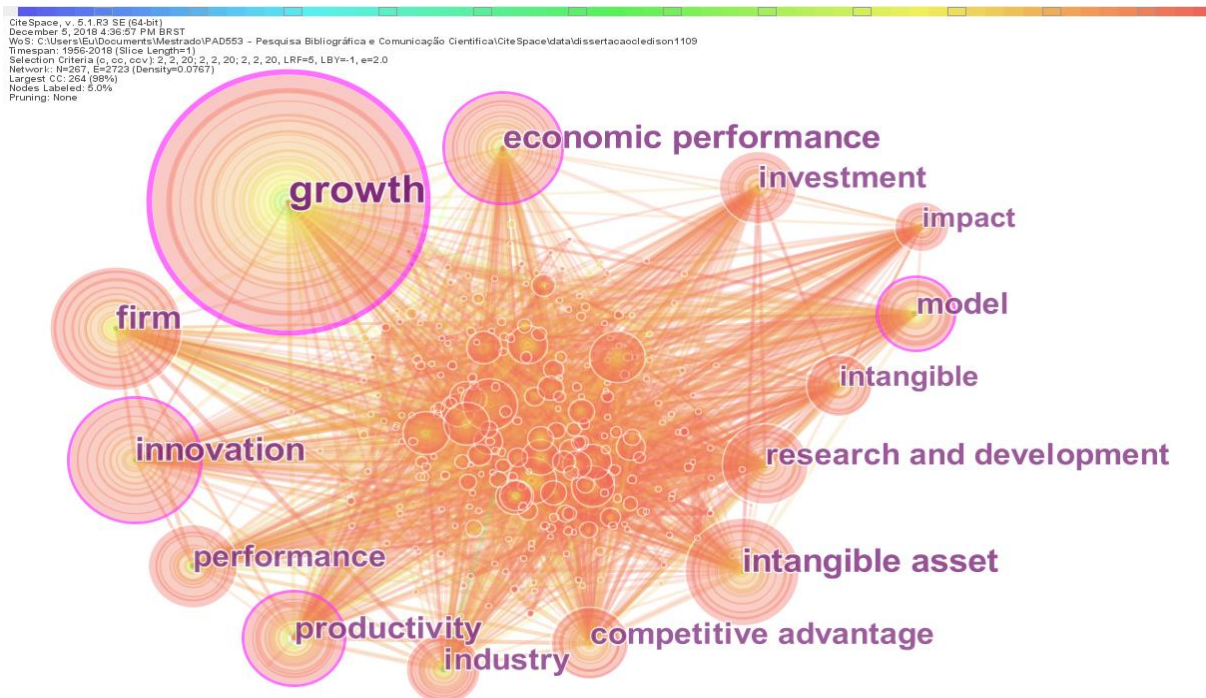 CiteSpace, v. 5.1.R3 SE (64-bit)
December 5, 2018 4:36:57 PM BRST
WoS: C:\Users\Eu\Documents\Mestrado\PAD553 - Pesquisa Bibliográfica e Comunicação Cientifica\CiteSpace\data\dissertacaocledison1109
Timespan: 1956-2018 (Slice Length=1)
Selection Criteria (c, cc, ccv): 2, 2, 20; 2, 2, 20; 2, 2, 20, LRF=5, LBY=-1, e=2.0
Network: N=267, E=2723 (Density=0.0767)
Largest CC: 264 (98%)
Nodes Labeled: 5.0%
Pruning: None
economic performance
growth
investment
impact
model
firm
intangible
innovation
research and development
performance
intangible asset
productivity
competitive advantage
industry